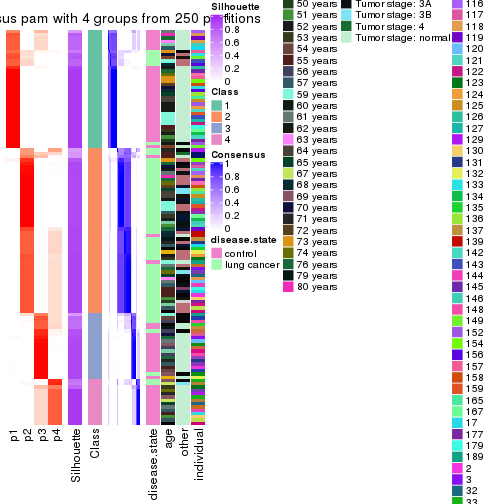 sus pam with 4 groups from 250 partitions
Silhouette
1
0.8
0.6
0.4
0.2
0
Class
1
2
3
4
Consensus
1
0.8
0.6
0.4
0.2
0
disease.state
control
lung cancer
50 years
51 years
52 years
53 years
54 years
55 years
56 years
57 years
59 years
60 years
61 years
62 years
63 years
64 years
65 years
67 years
68 years
69 years
70 years
71 years
72 years
73 years
74 years
76 years
79 years
80 years
Tumor stage: 3A
Tumor stage: 3B
Tumor stage: 4
Tumor stage: normal
116
117
118
119
120
121
122
123
124
125
126
127
129
130
131
132
133
134
135
136
137
139
142
143
144
145
146
148
149
152
154
156
157
158
159
165
167
17
177
179
189
2
3
32
33
p1
p2
p3
p4
Silhouette
Class
disease.state
age
other
individual